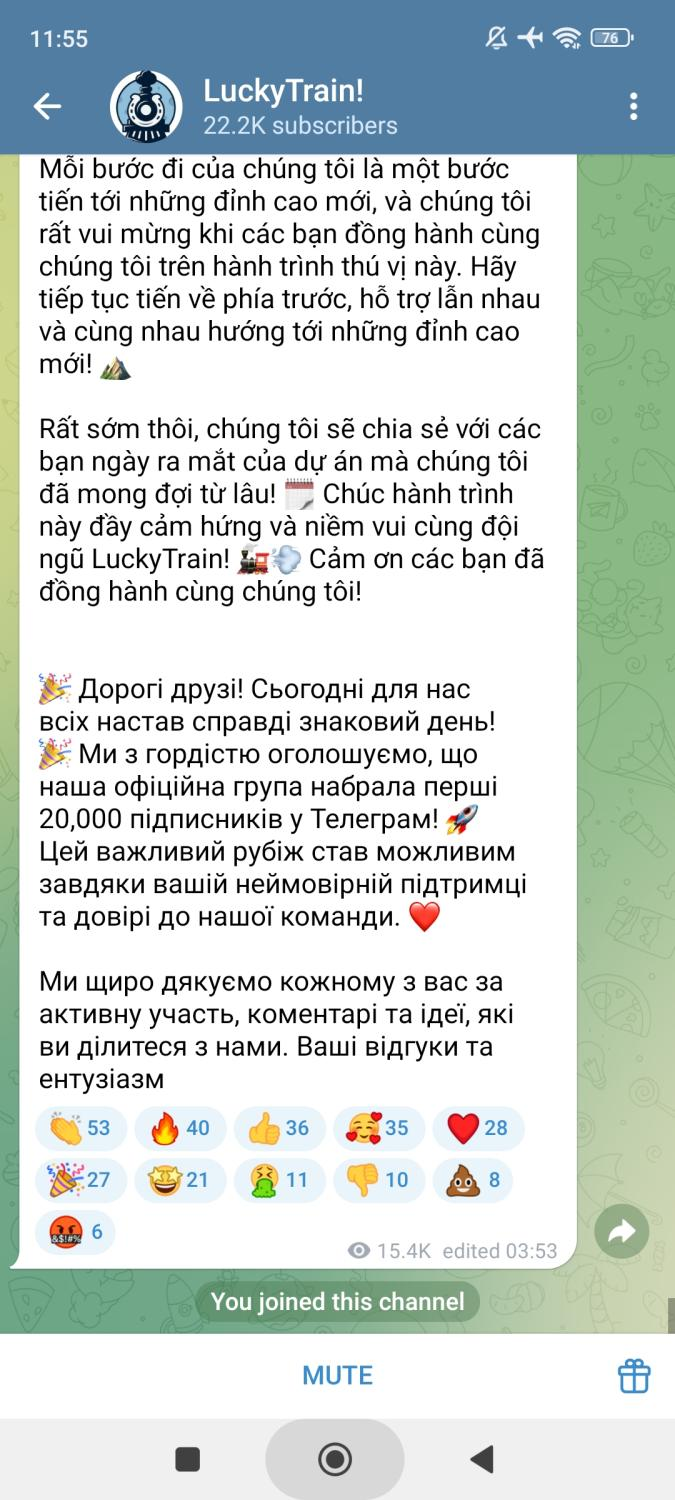 11:55
76
LuckyTrain!
22.2K subscribers
Mỗi bước đi của chúng tôi là một bước
tiến tới những đỉnh cao mới, và chúng tôi
rất vui mừng khi các bạn đồng hành cùng
chúng tôi trên hành trình thú vị này. Hãy
tiếp tục tiến về phía trước, hỗ trợ lẫn nhau
và cùng nhau hướng tới những đỉnh cao
mới! ⛰️
Rất sớm thôi, chúng tôi sẽ chia sẻ với các
bạn ngày ra mắt của dự án mà chúng tôi
đã mong đợi từ lâu! 🗓️ Chúc hành trình
này đầy cảm hứng và niềm vui cùng đội
ngũ LuckyTrain! 🚂💨 Cảm ơn các bạn đã
đồng hành cùng chúng tôi!
🎉 Дорогі друзі! Сьогодні для нас
всіх настав справді знаковий день!
🎉 Ми з гордістю оголошуємо, що
наша офіційна група набрала перші
20,000 підписників у Телеграм! 🚀
Цей важливий рубіж став можливим
завдяки вашій неймовірній підтримці
та довірі до нашої команди. ❤️
Ми щиро дякуємо кожному з вас за
активну участь, коментарі та ідеї, які
ви ділитеся з нами. Ваші відгуки та
ентузіазм
👏 53 🔥 40 👍 36 🥰 35 ❤️ 28
🎉 27 🤩 21 🤮 11 👎 10 💩 8
🤬 6
15.4K edited 03:53
You joined this channel
MUTE